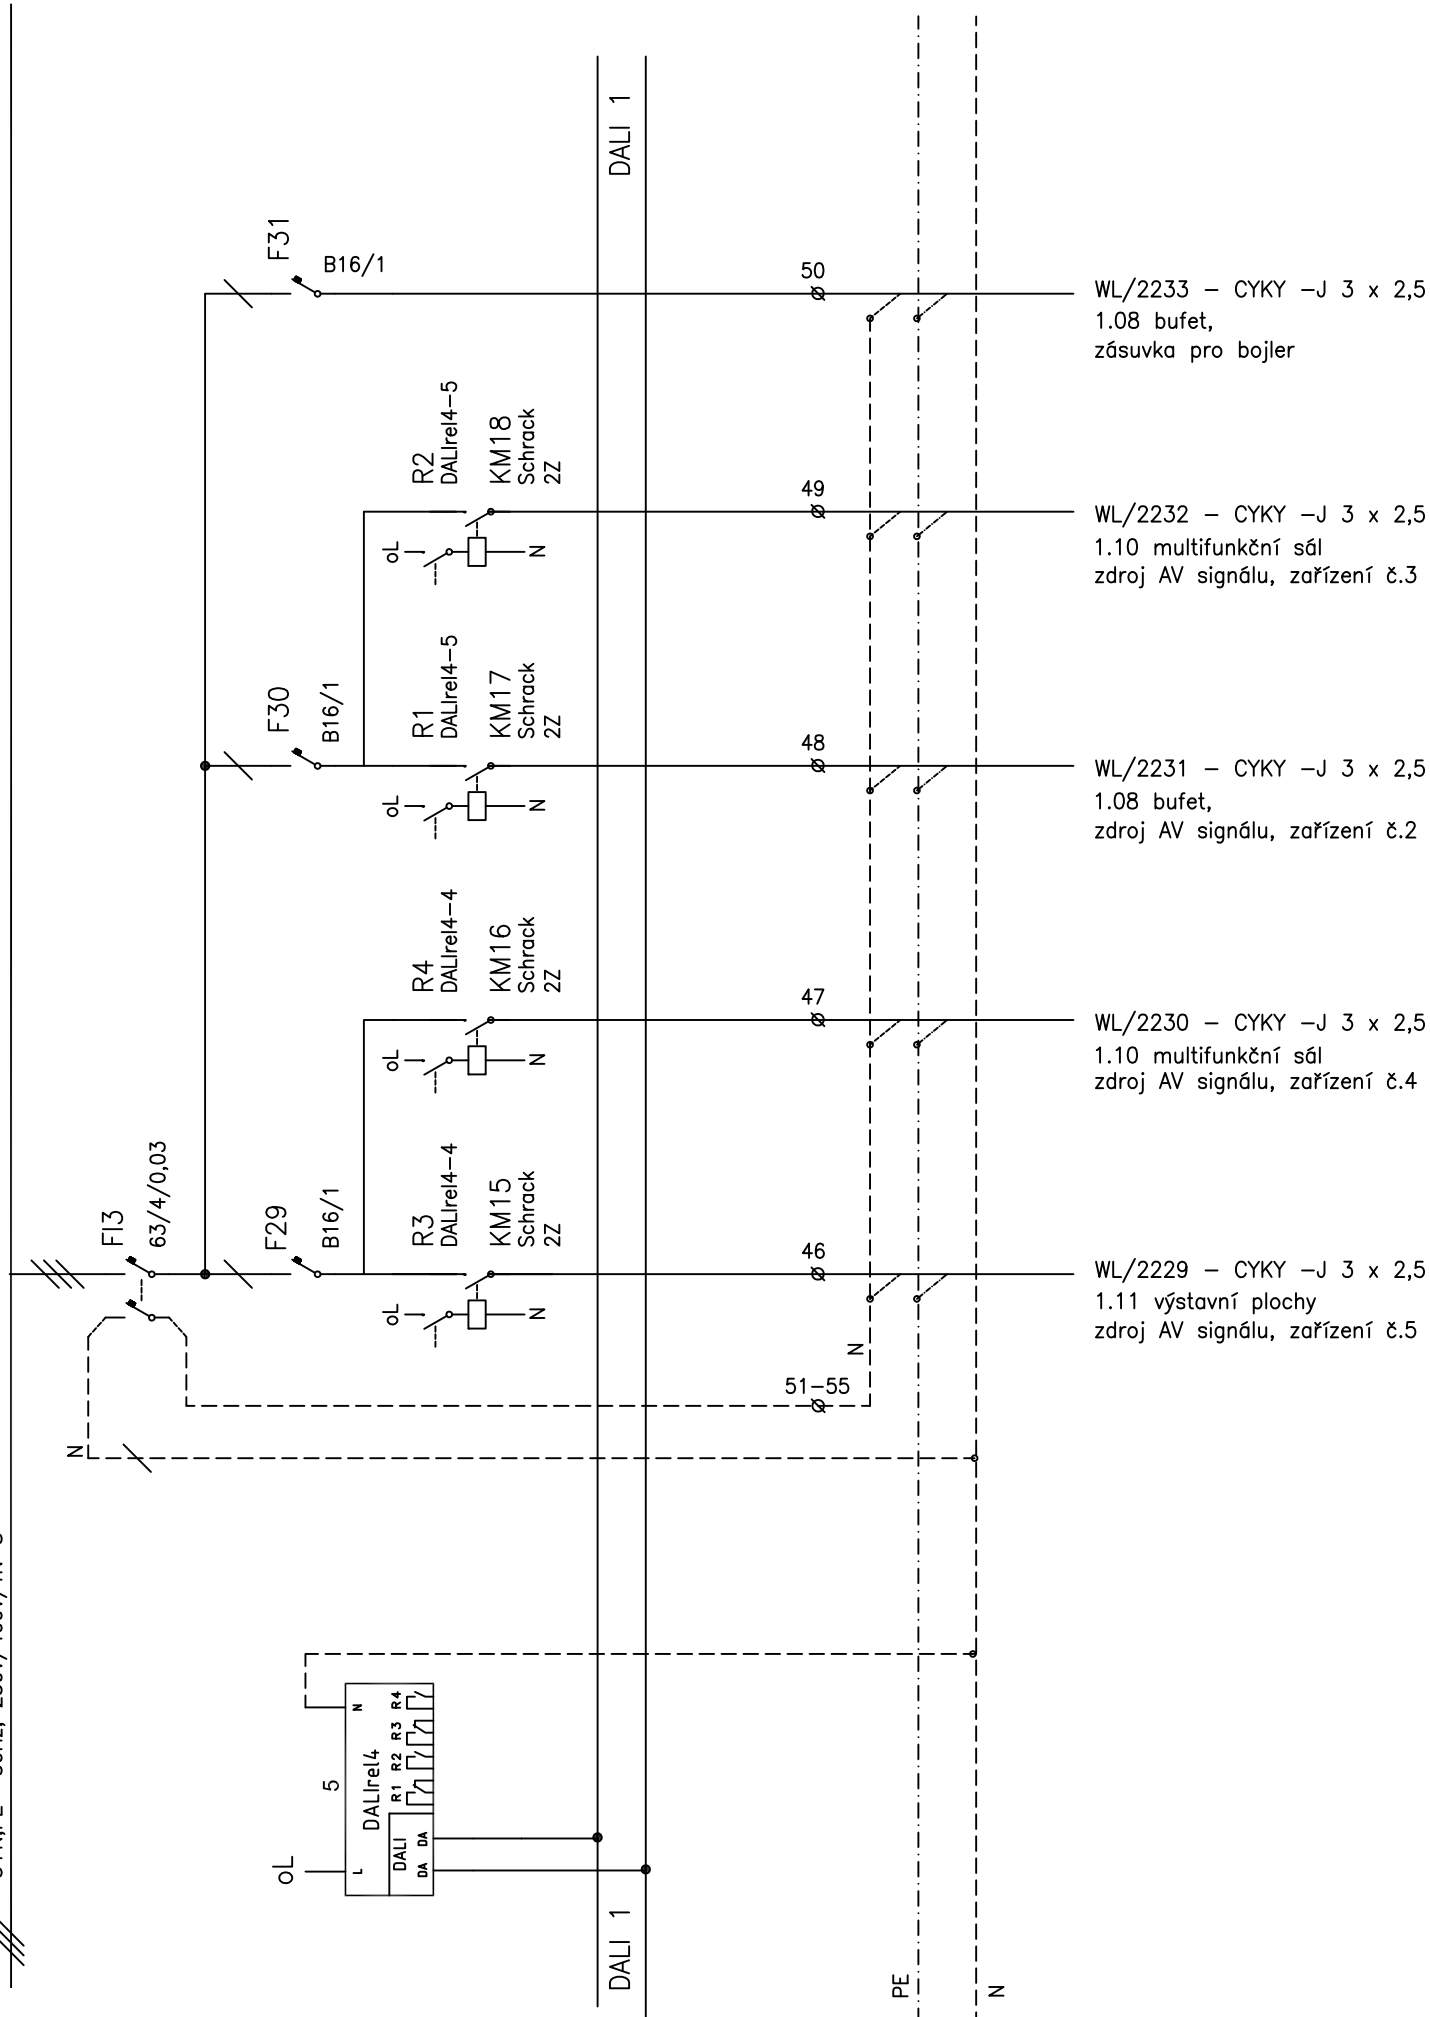 DALI 1
F31
B16/1
50
WL/2233 – CYKY –J 3 x 2,5
1.08 bufet,
zásuvka pro bojler
R2
DALIrel4–5
KM18
Schrack
2Z
oL
N
49
WL/2232 – CYKY –J 3 x 2,5
1.10 multifunkční sál
zdroj AV signálu, zařízení č.3
F30
B16/1
R1
DALIrel4–5
KM17
Schrack
2Z
oL
N
48
WL/2231 – CYKY –J 3 x 2,5
1.08 bufet,
zdroj AV signálu, zařízení č.2
R4
DALIrel4–4
KM16
Schrack
2Z
oL
N
47
WL/2230 – CYKY –J 3 x 2,5
1.10 multifunkční sál
zdroj AV signálu, zařízení č.4
FI3
63/4/0,03
F29
B16/1
R3
DALIrel4–4
KM15
Schrack
2Z
oL
N
46
WL/2229 – CYKY –J 3 x 2,5
1.11 výstavní plochy
zdroj AV signálu, zařízení č.5
N
51–55
N
5
DALIrel4
L
N
R1 R2 R3 R4
DALI
DA DA
oL
DALI 1
PE
N